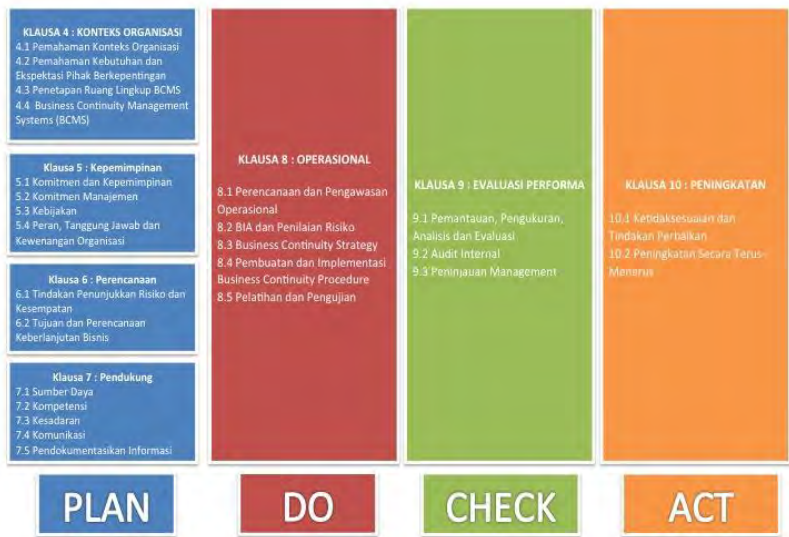 KLAUSA 4 : KONTEKS ORGANISASI
4.1 Pemahaman Konteks Organisasi
4.2 Pemahaman Kebutuhan dan
Ekspektasi Pihak Berkepentingan
4.3 Penetapan Ruang Lingkup BCMS
4.4 Business Continuity Management
Systems (BCMS)
Klausa 5 : Kepemimpinan
5.1 Komitmen dan Kepemimpinan
5.2 Komitmen Manajemen
5.3 Kebijakan
5.4 Peran, Tanggung Jawab dan
Kewenangan Organisasi
Klausa 6 : Perencanaan
6.1 Tindakan Penunjukkan Risiko dan
Kesempatan
6.2 Tujuan dan Perencanaan
Keberlanjutan Bisnis
Klausa 7 : Pendukung
7.1 Sumber Daya
7.2 Kompetensi
7.3 Kesadaran
7.4 Komunikasi
7.5 Pendokumentasikan Informasi
PLAN
KLAUSA 8 : OPERASIONAL
8.1 Perencanaan dan Pengawasan
Operasional
8.2 BIA dan Penilaian Risiko
8.3 Business Continuity Strategy
8.4 Pembuatan dan Implementasi
Business Continuity Procedure
8.5 Pelatihan dan Pengujian
DO
KLAUSA 9 : EVALUASI PERFORMA
9.1 Pemantauan, Pengukuran,
Analisis dan Evaluasi
9.2 Audit Internal
9.3 Peninjauan Management
CHECK
KLAUSA 10 : PENINGKATAN
10.1 Ketidaksesuaian dan
Tindakan Perbaikan
10.2 Peningkatan Secara Terus-
Menerus
ACT